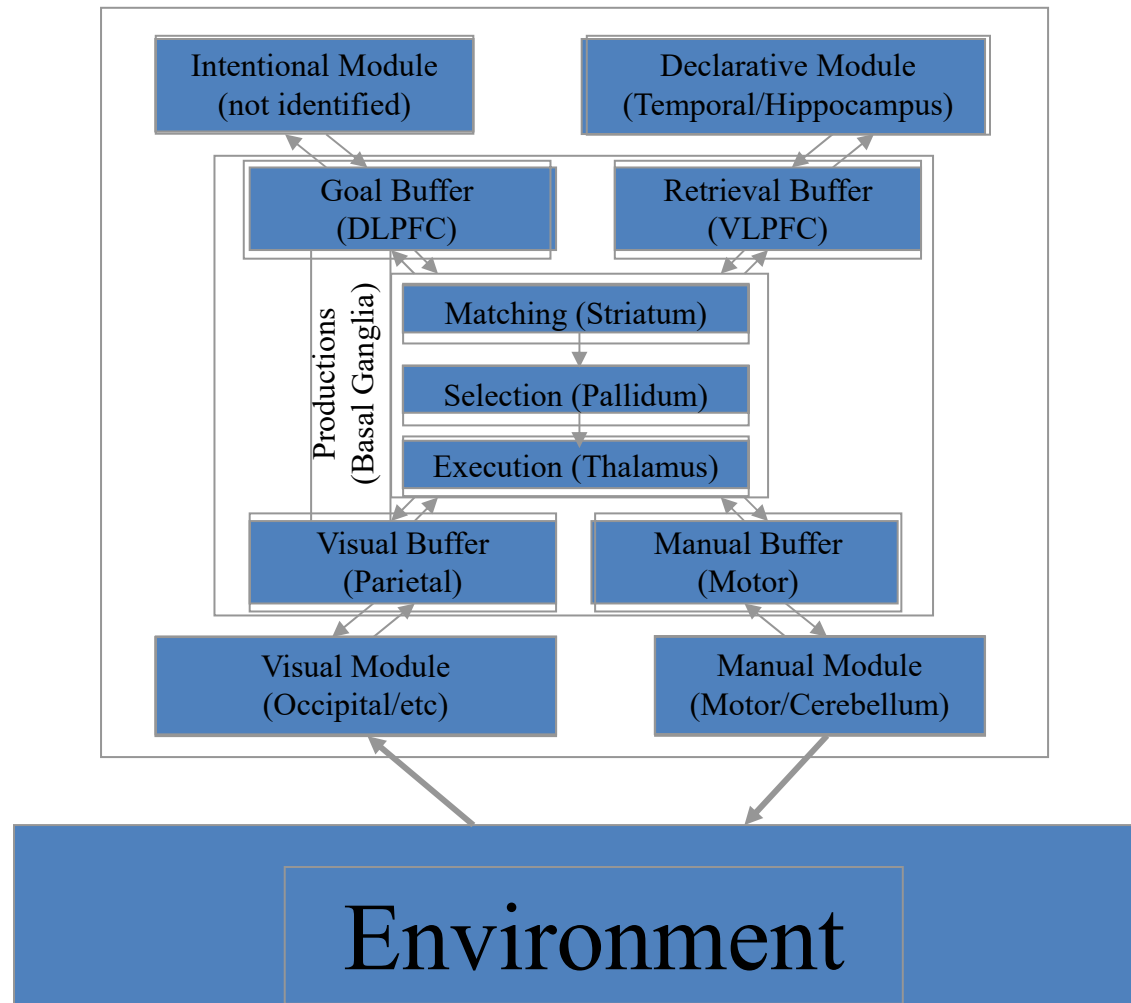 Intentional Module
(not identified)
Declarative Module
(Temporal/Hippocampus)
Goal Buffer
(DLPFC)
Retrieval Buffer
(VLPFC)
Productions
(Basal Ganglia)
Matching (Striatum)
Selection (Pallidum)
Execution (Thalamus)
Visual Buffer
(Parietal)
Manual Buffer
(Motor)
Visual Module
(Occipital/etc)
Manual Module
(Motor/Cerebellum)
Environment